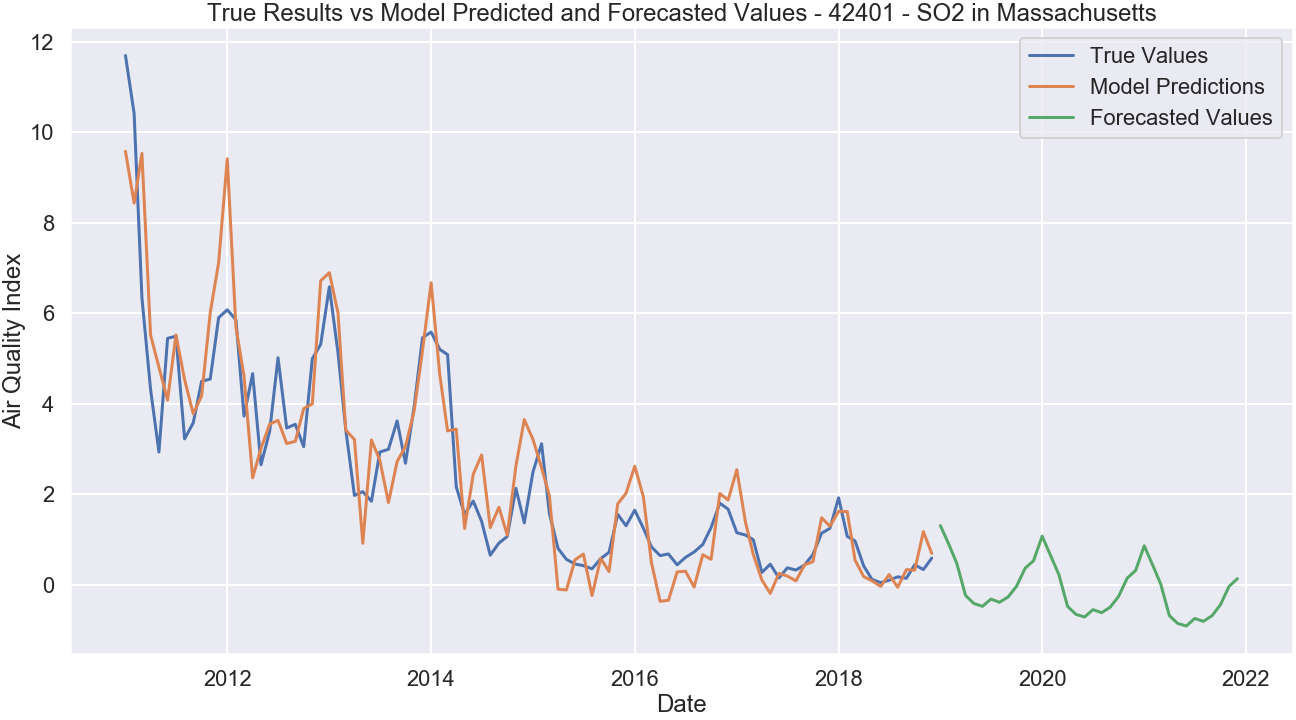 True Results vs Model Predicted and Forecasted Values - 42401 - SO2 in Massachusetts
True Values
Model Predictions
Forecasted Values
Air Quality Index
12
10
8
6
4
2
0
2012 2014 2016 2018 2020 2022
Date